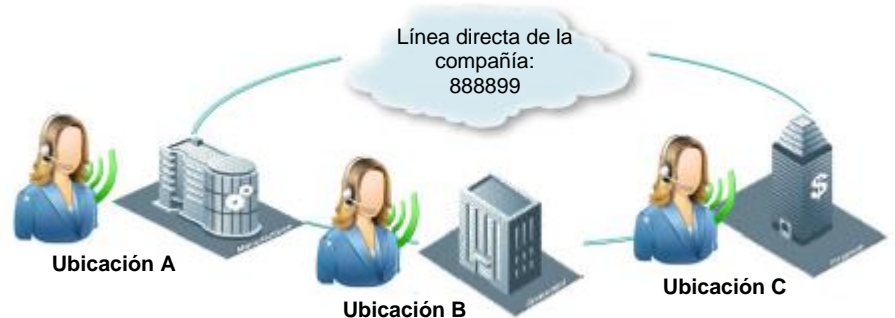 Línea directa de la
compañía:
888899
$
Ubicación A
Ubicación B
Ubicación C